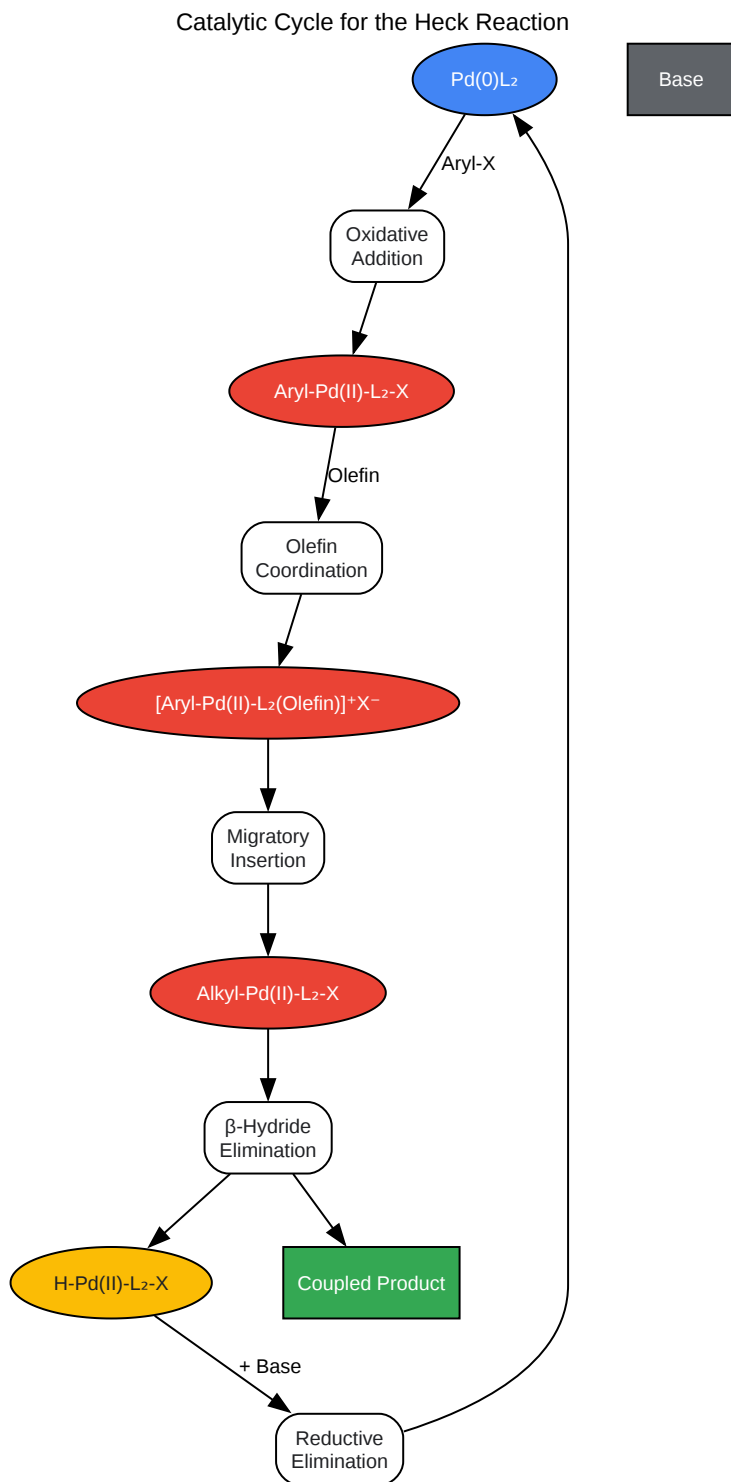 Catalytic Cycle for the Heck Reaction
Pd(0)L₂
Base
Aryl-X
Oxidative
Addition
Aryl-Pd(II)-L₂-X
Olefin
Olefin
Coordination
[Aryl-Pd(II)-L₂(Olefin)]⁺X⁻
Migratory
Insertion
Alkyl-Pd(II)-L₂-X
β-Hydride
Elimination
H-Pd(II)-L₂-X
Coupled Product
+ Base
Reductive
Elimination